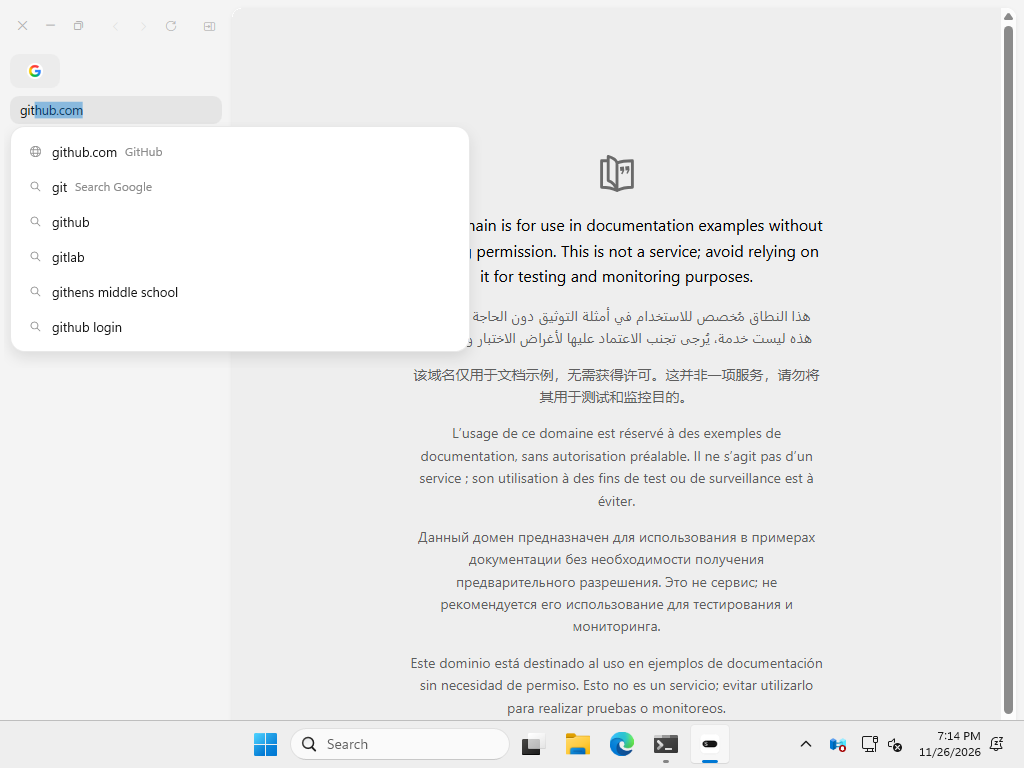 github.com
github.com GitHub
git Search Google
github
gitlab
githens middle school
github login
main is for use in documentation examples without
permission. This is not a service; avoid relying on
it for testing and monitoring purposes.
هذا النطاق مُخصص للاستخدام في أمثلة التوثيق دون الحاجة
هذه ليست خدمة، يُرجى تجنب الاعتماد عليها لأغراض الاختبار و
该域名仅用于文档示例，无需获得许可。这并非一项服务，请勿将
其用于测试和监控目的。
L’usage de ce domaine est réservé à des exemples de
documentation, sans autorisation préalable. Il ne s’agit pas d’un
service ; son utilisation à des fins de test ou de surveillance est à
éviter.
Данный домен предназначен для использования в примерах
документации без необходимости получения
предварительного разрешения. Это не сервис; не
рекомендуется его использование для тестирования и
мониторинга.
Este dominio está destinado al uso en ejemplos de documentación
sin necesidad de permiso. Esto no es un servicio; evitar utilizarlo
para realizar pruebas o monitoreos.
Search
7:14 PM
11/26/2026